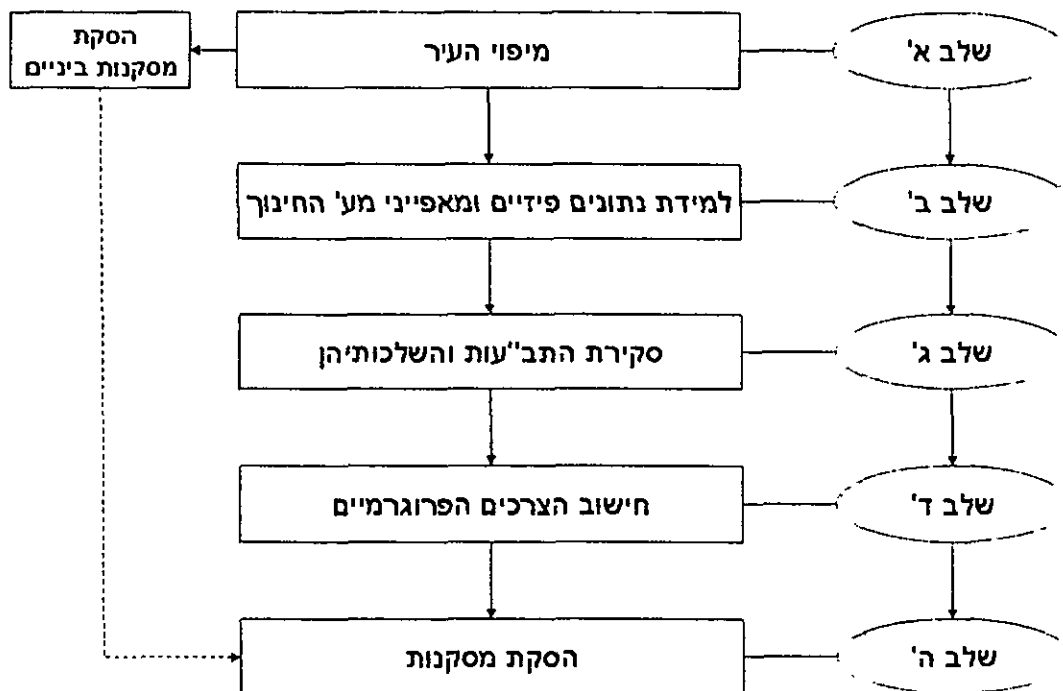 שלב א'
מיפוי העיר
הסקת
מסקנות ביניים
שלב ב'
למידת נתונים פיזיים ומאפייני מע' החינוך
שלב ג'
סקירת התב"עות והשלכותיהן
שלב ד'
חישוב הצרכים הפרוגרמיים
שלב ה'
הסקת מסקנות